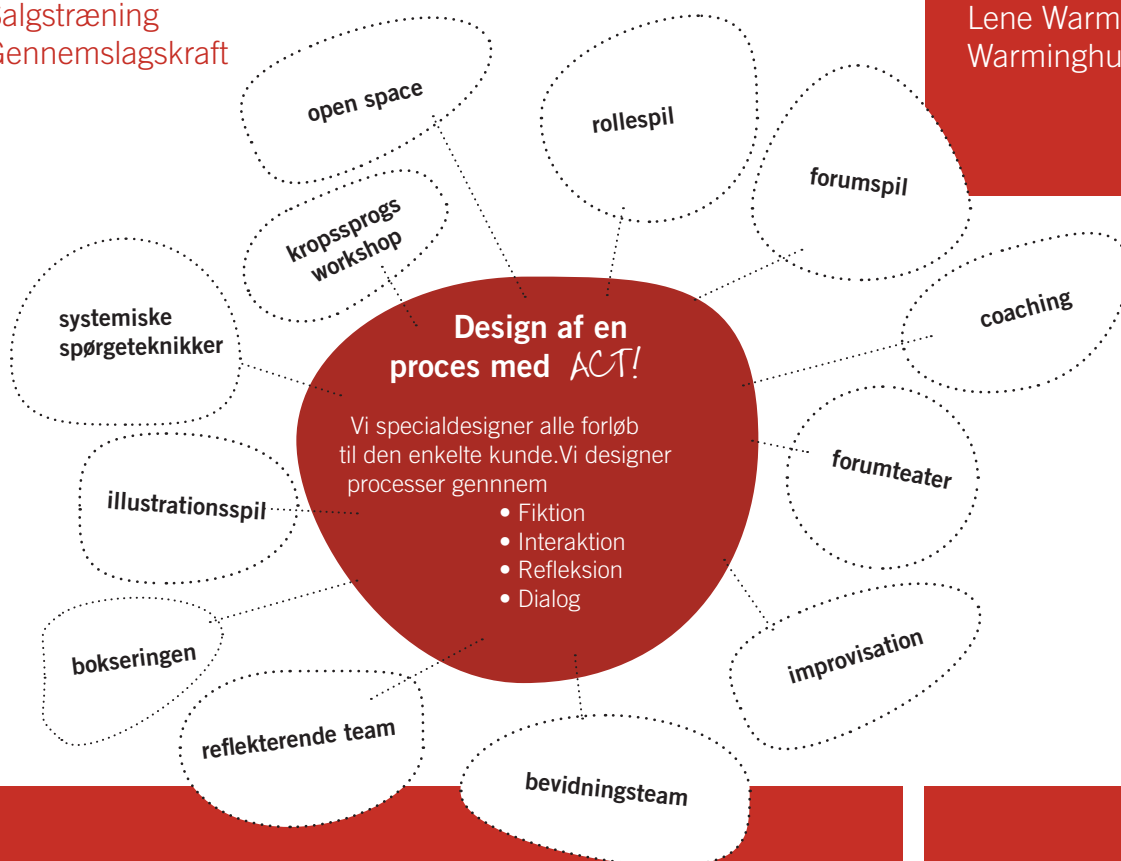 Salgstræning
Gennemslagskraft
Lene Warm
Warminghu
open space
rollespil
forumspil
kropssprogs
workshop
coaching
systemiske
spørgeteknikker
Design af en
proces med ACT!
Vi specialdesigner alle forløb
til den enkelte kunde.Vi designer
processer gennnem
• Fiktion
• Interaktion
• Refleksion
• Dialog
forumteater
illustrationsspil
improvisation
bokseringen
reflekterende team
bevidningsteam